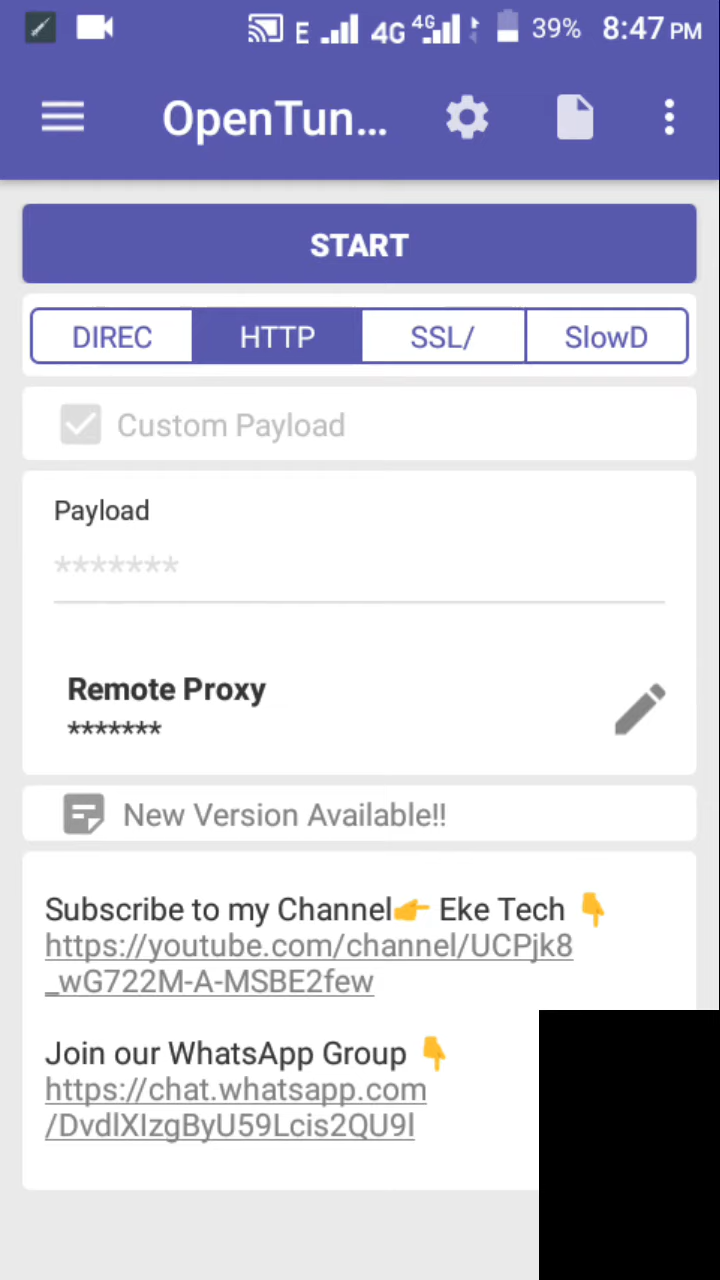 E 4G 4G 39% 8:47 PM
OpenTun...
START
DIREC HTTP SSL/ SlowD
Custom Payload
Payload
*******
Remote Proxy
*******
New Version Available!!
Subscribe to my Channel👉 Eke Tech 👇
https://youtube.com/channel/UCPjk8
_wG722M-A-MSBE2few
Join our WhatsApp Group 👇
https://chat.whatsapp.com
/DvdlXIzgByU59Lcis2QU9l